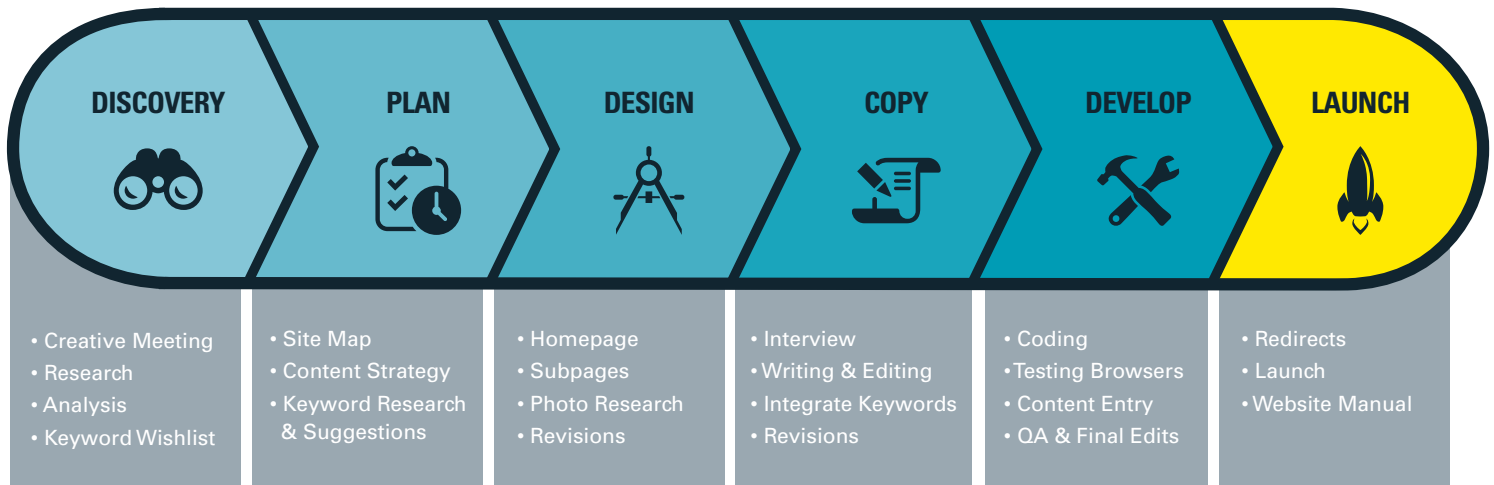 DISCOVERY
PLAN
DESIGN
COPY
DEVELOP
LAUNCH
• Creative Meeting
• Research
• Analysis
• Keyword Wishlist
• Site Map
• Content Strategy
• Keyword Research
& Suggestions
• Homepage
• Subpages
• Photo Research
• Revisions
• Interview
• Writing & Editing
• Integrate Keywords
• Revisions
• Coding
• Testing Browsers
• Content Entry
• QA & Final Edits
• Redirects
• Launch
• Website Manual